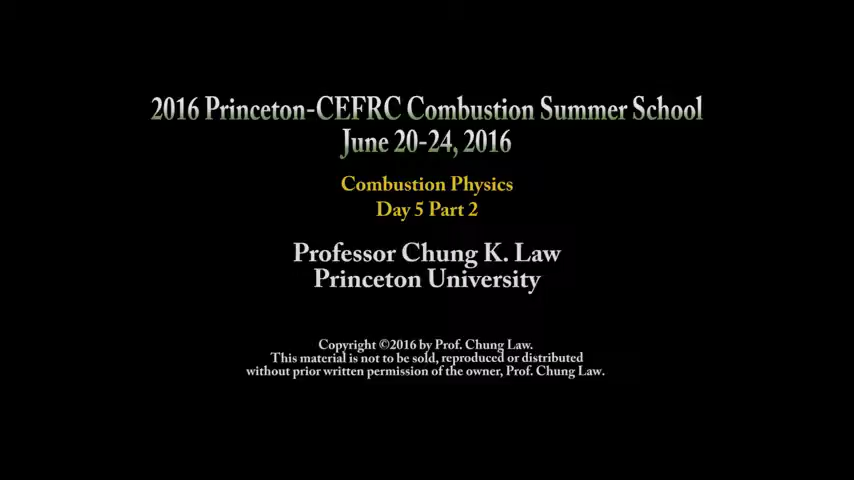 2016 Princeton-CEFRC Combustion Summer School
June 20-24, 2016
Combustion Physics
Day 5 Part 2
Professor Chung K. Law
Princeton University
Copyright ©2016 by Prof. Chung Law.
This material is not to be sold, reproduced or distributed
without prior written permission of the owner, Prof. Chung Law.